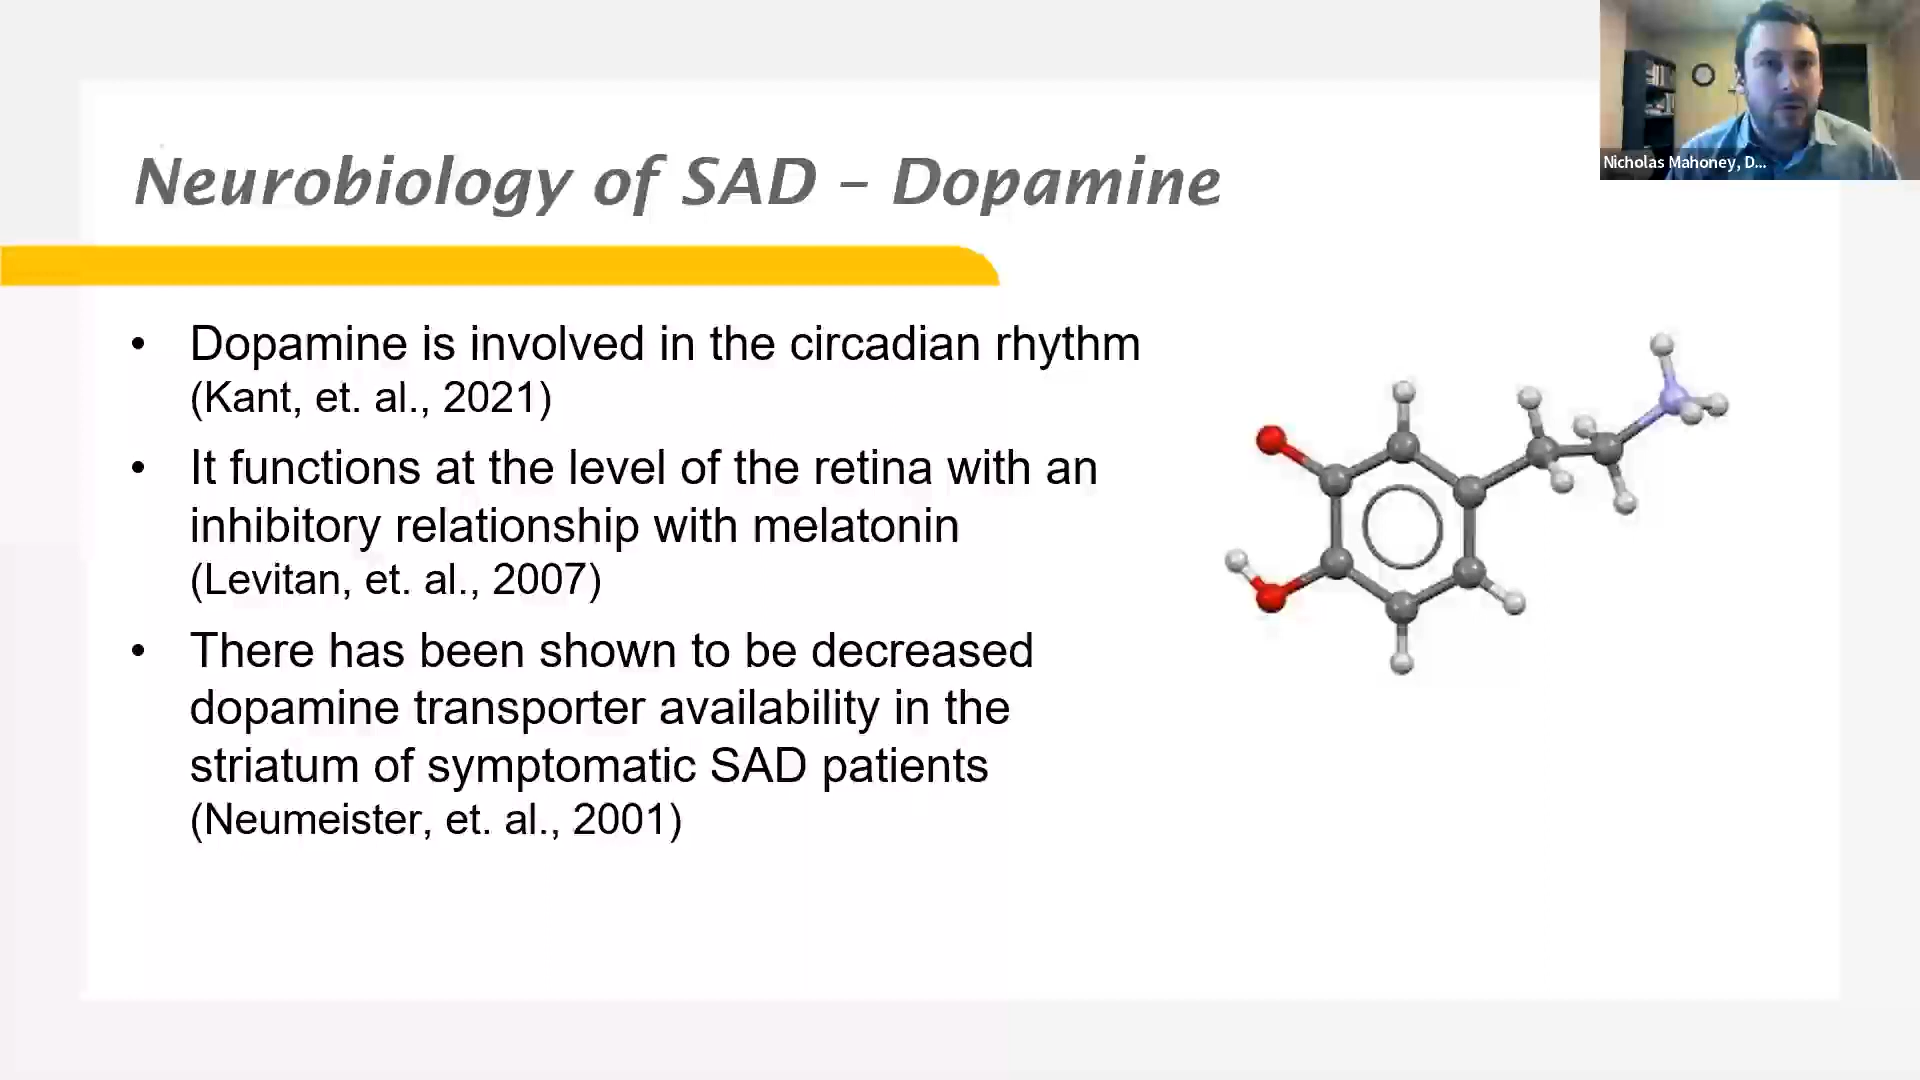 Neurobiology of SAD – Dopamine
Nicholas Mahoney, D...
• Dopamine is involved in the circadian rhythm
(Kant, et. al., 2021)
• It functions at the level of the retina with an
inhibitory relationship with melatonin
(Levitan, et. al., 2007)
• There has been shown to be decreased
dopamine transporter availability in the
striatum of symptomatic SAD patients
(Neumeister, et. al., 2001)